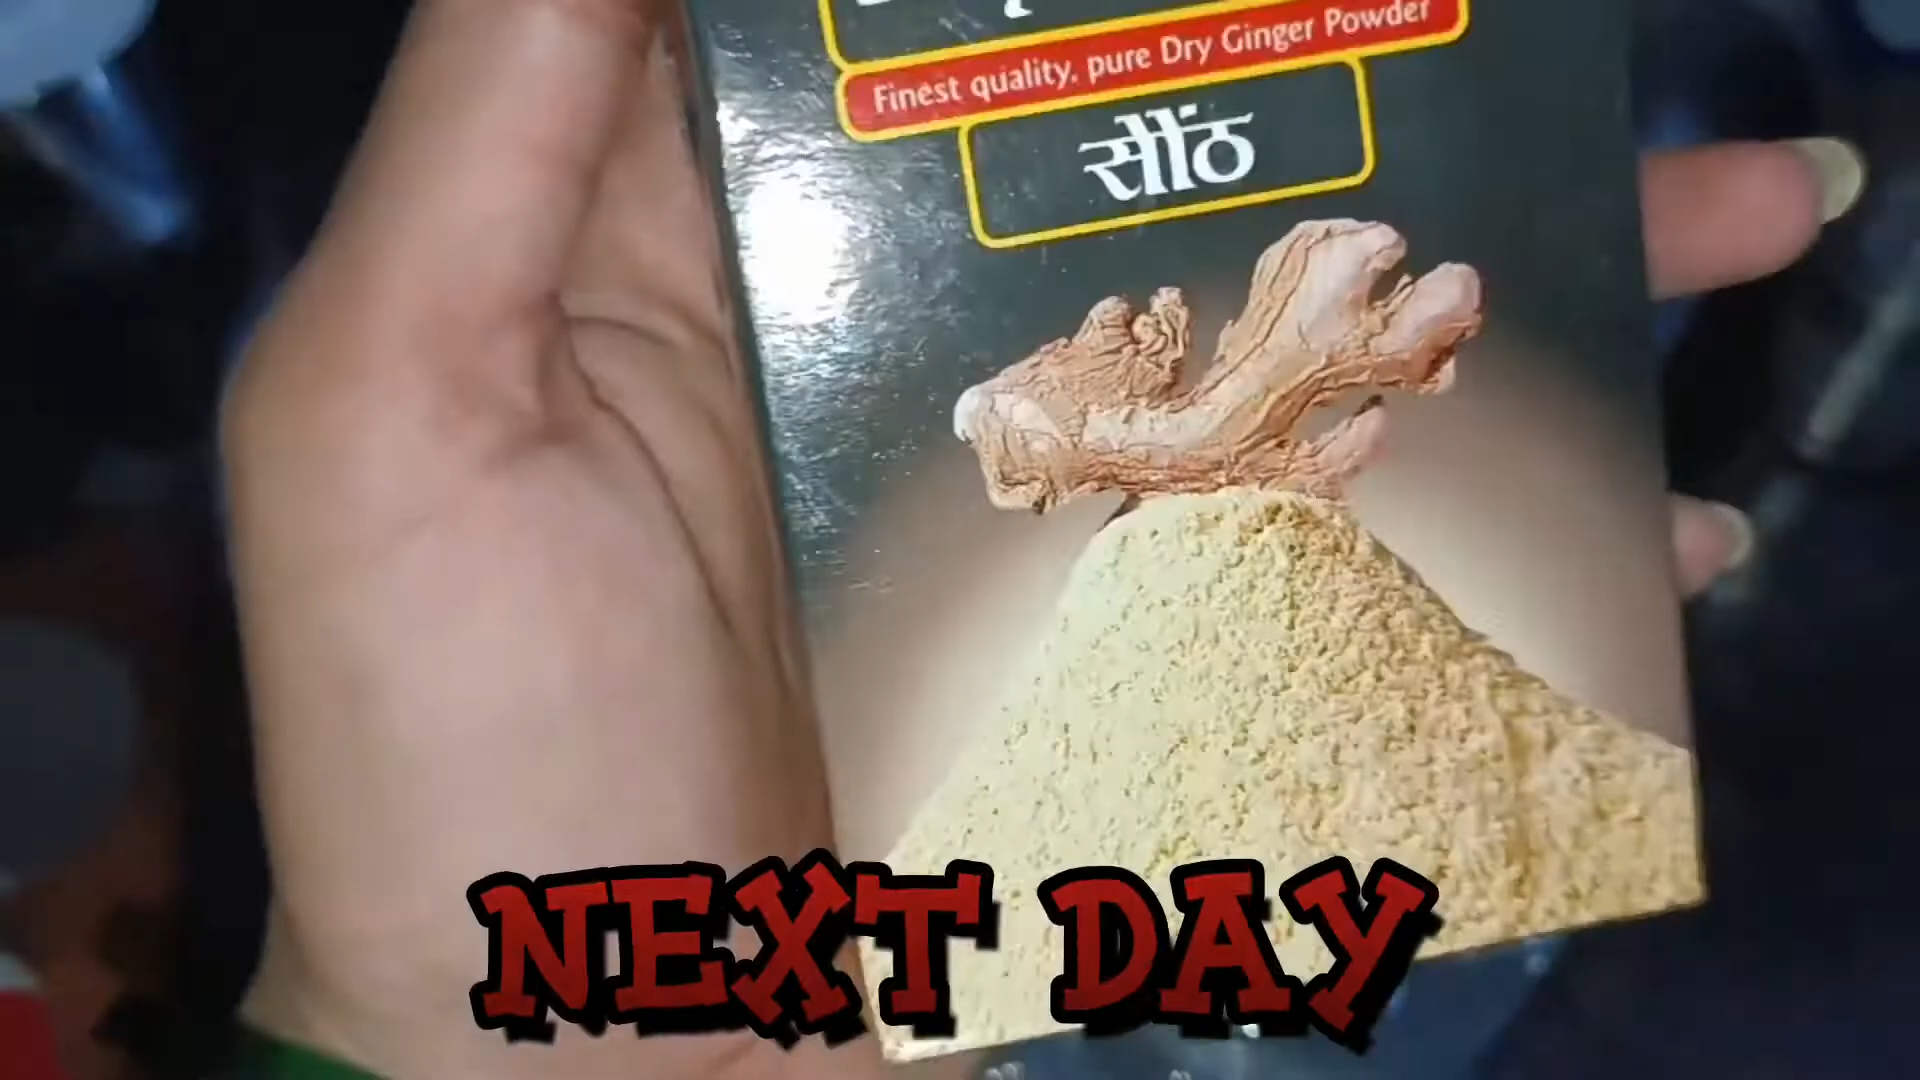 Finest quality. pure Dry Ginger Powder
सौंठ
NEXT DAY